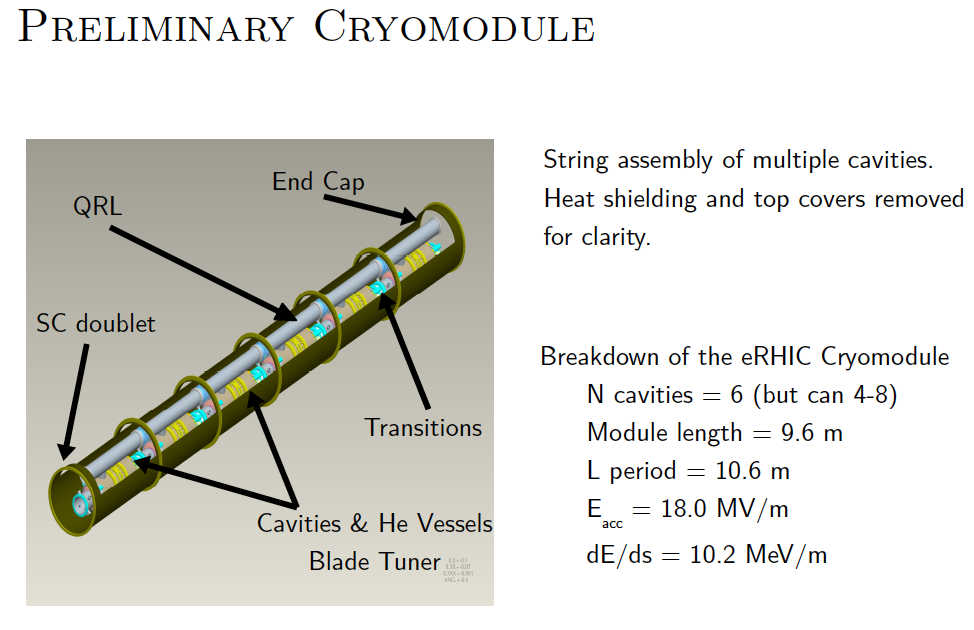 PRELIMINARY CRYOMODULE
End Cap
QRL
SC doublet
Transitions
Cavities & He Vessels
Blade Tuner
String assembly of multiple cavities.
Heat shielding and top covers removed
for clarity.
Breakdown of the eRHIC Cryomodule
N cavities = 6 (but can 4-8)
Module length = 9.6 m
L period = 10.6 m
E acc = 18.0 MV/m
dE/ds = 10.2 MeV/m